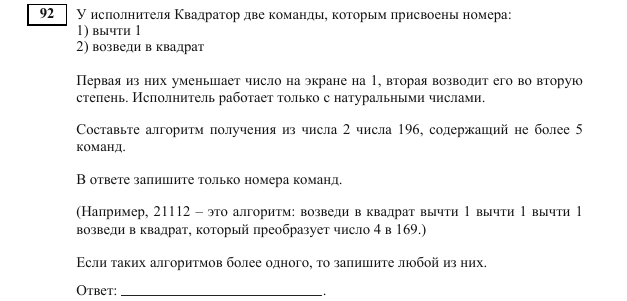 92
У исполнителя Квадратор две команды, которым присвоены номера:
1) вычти 1
2) возведи в квадрат
Первая из них уменьшает число на экране на 1, вторая возводит его во вторую
степень. Исполнитель работает только с натуральными числами.
Составьте алгоритм получения из числа 2 числа 196, содержащий не более 5
команд.
В ответе запишите только номера команд.
(Например, 21112 – это алгоритм: возведи в квадрат вычти 1 вычти 1 вычти 1
возведи в квадрат, который преобразует число 4 в 169.)
Если таких алгоритмов более одного, то запишите любой из них.
Ответ: ______________________________.